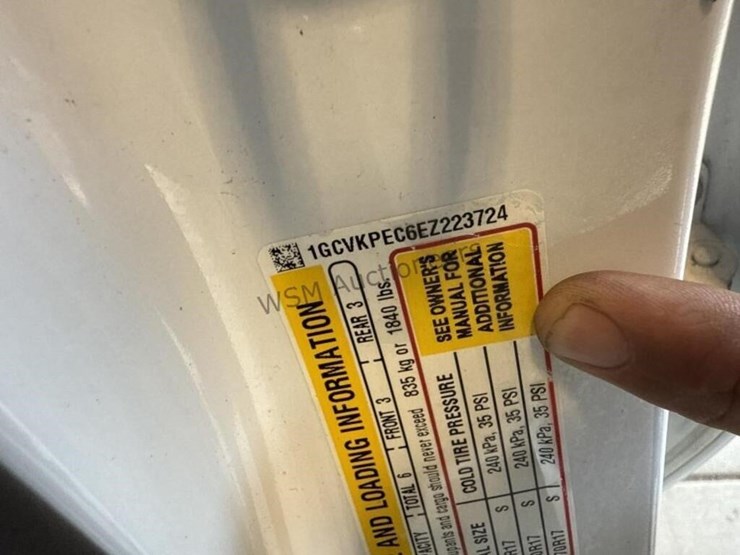 1GCVKPEC6EZ223724
AND LOADING INFORMATION
TOTAL 6 FRONT 3 REAR 3
and cargo should never exceed 835 kg or 1840 lbs.
SIZE COLD TIRE PRESSURE
S 240 kPa, 35 PSI
S 240 kPa, 35 PSI
S 240 kPa, 35 PSI
SEE OWNER'S
MANUAL FOR
ADDITIONAL
INFORMATION
WSM Auctioneers